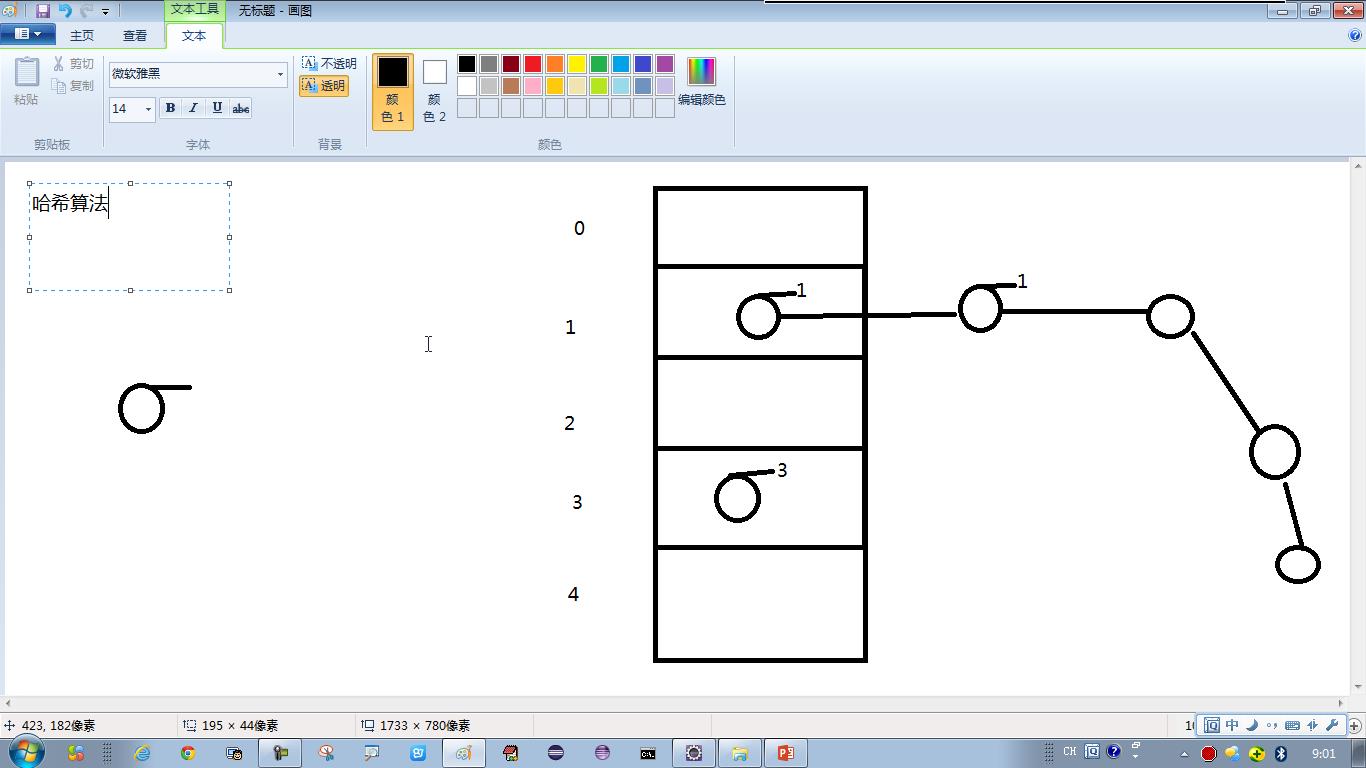 文本工具
无标题 - 画图
主页
查看
文本
粘贴
剪切
复制
剪贴板
微软雅黑
14
B I U abc
字体
不透明
透明
背景
颜
色 1
颜
色 2
编辑颜色
颜色
哈希算法
0
1
1
1
2
3
3
4
423, 182像素
195 × 44像素
1733 × 780像素
中
CH
9:01